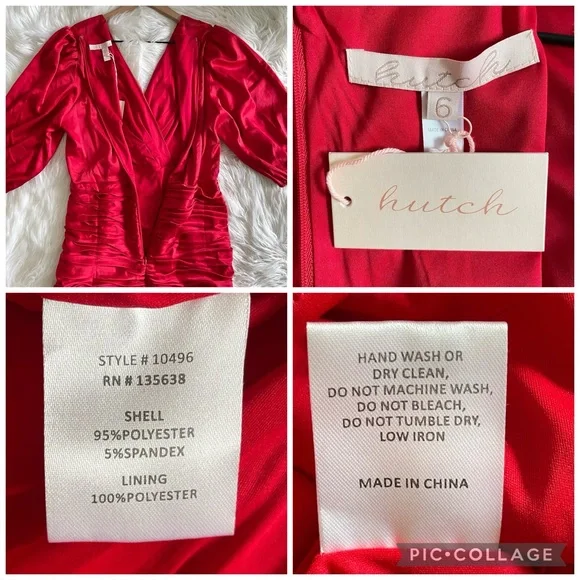 hutch
6
hutch
STYLE # 10496
RN # 135638
SHELL
95%POLYESTER
5%SPANDEX
LINING
100%POLYESTER
HAND WASH OR
DRY CLEAN,
DO NOT MACHINE WASH,
DO NOT BLEACH,
DO NOT TUMBLE DRY,
LOW IRON
MADE IN CHINA
PIC•COLLAGE